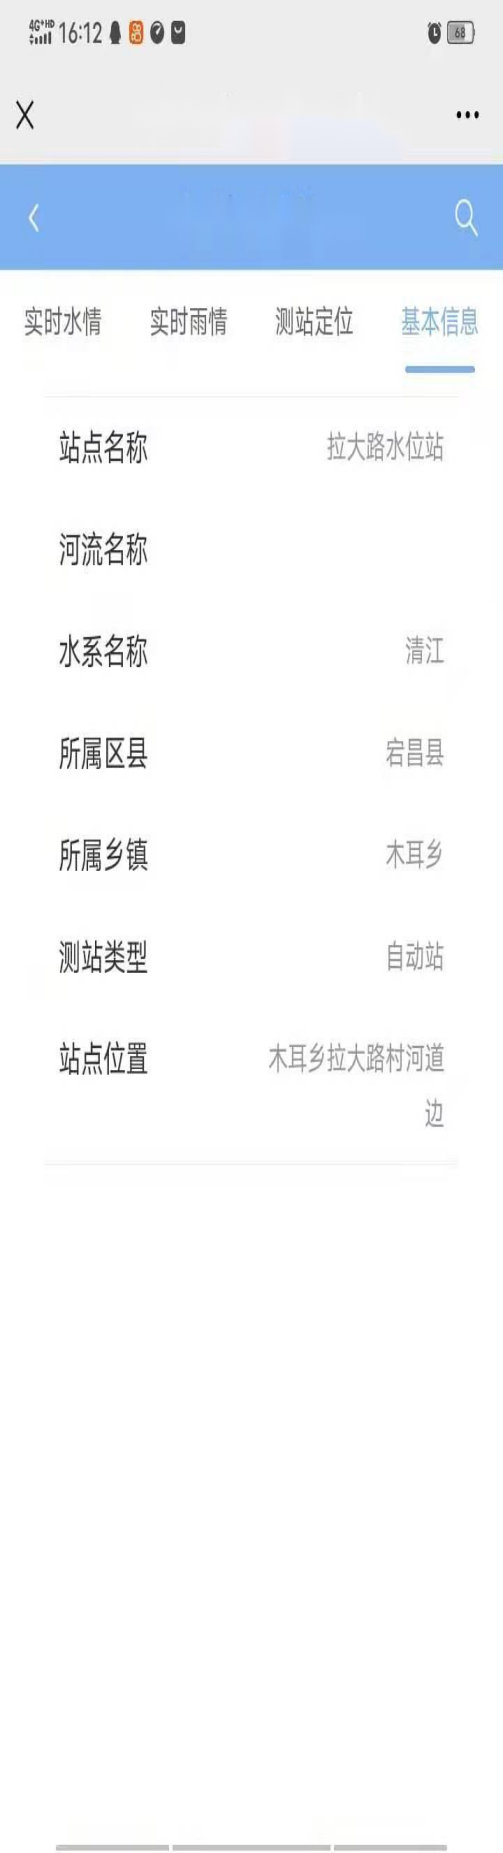 4G+HD 16:12 68
实时水情 实时雨情 测站定位 基本信息
站点名称 拉大路水位站
河流名称
水系名称 清江
所属区县 宕昌县
所属乡镇 木耳乡
测站类型 自动站
站点位置 木耳乡拉大路村河道
边